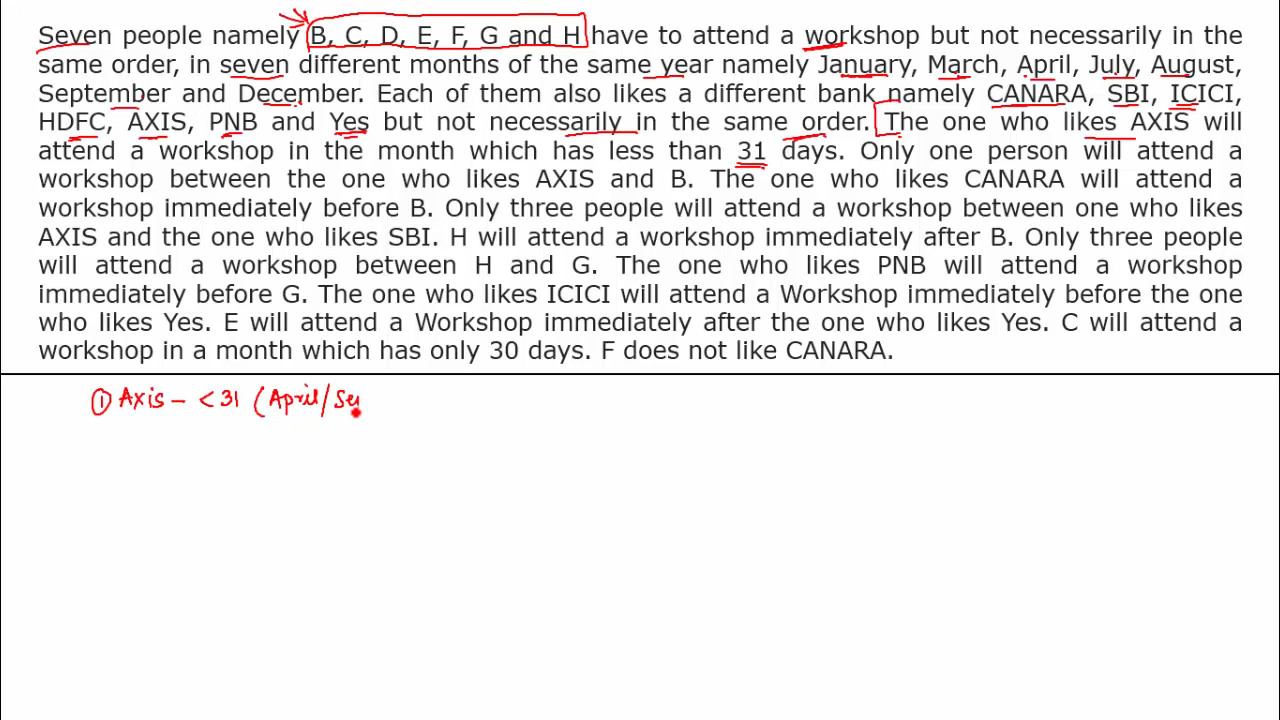 Seven people namely B, C, D, E, F, G and H have to attend a workshop but not necessarily in the
same order, in seven different months of the same year namely January, March, April, July, August,
September and December. Each of them also likes a different bank namely CANARA, SBI, ICICI,
HDFC, AXIS, PNB and Yes but not necessarily in the same order. The one who likes AXIS will
attend a workshop in the month which has less than 31 days. Only one person will attend a
workshop between the one who likes AXIS and B. The one who likes CANARA will attend a
workshop immediately before B. Only three people will attend a workshop between one who likes
AXIS and the one who likes SBI. H will attend a workshop immediately after B. Only three people
will attend a workshop between H and G. The one who likes PNB will attend a workshop
immediately before G. The one who likes ICICI will attend a Workshop immediately before the one
who likes Yes. E will attend a Workshop immediately after the one who likes Yes. C will attend a
workshop in a month which has only 30 days. F does not like CANARA.
① Axis - < 31 (April/Se